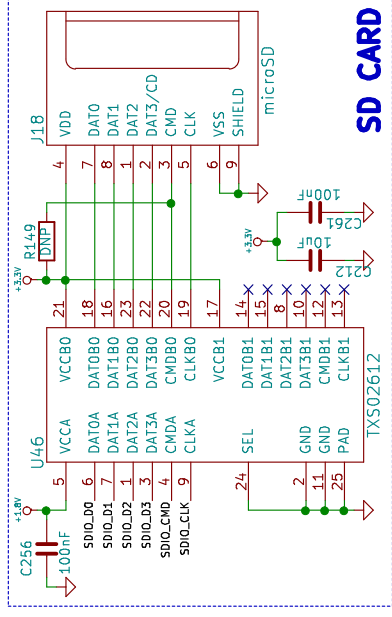 +1.8V
+3.3V
C256
R149
U46
J18
DNP
100nF
5 VCCA VCCB0 21 4 VDD
SDIO_D0 6 DAT0A DAT0B0 18 7 DAT0
SDIO_D1 7 DAT1A DAT1B0 16 8 DAT1
SDIO_D2 1 DAT2A DAT2B0 23 1 DAT2
SDIO_D3 3 DAT3A DAT3B0 22 2 DAT3/CD
SDIO_CMD 4 CMDA CMDB0 20 3 CMD
SDIO_CLK 9 CLKA CLKB0 19 5 CLK
VCCB1 17 6 VSS
9 SHIELD
24 SEL DAT0B1 14
DAT1B1 15
microSD
DAT2B1 8
2 GND DAT3B1 10
11 GND CMDB1 12
25 PAD CLKB1 13
TXS02612
+3.3V
10uF
C212
100nF
C261
SD CARD